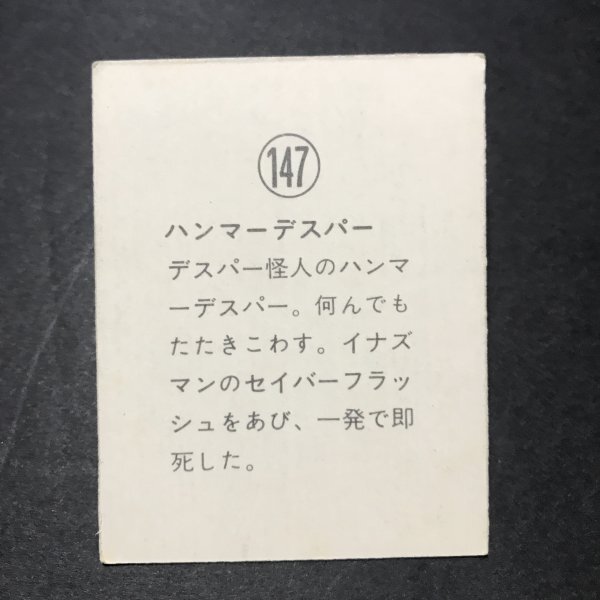 147
ハンマーデスパー
デスパー怪人のハンマ
ーデスパー。何んでも
たたきこわす。イナズ
マンのセイバーフラッ
シュをあび、一発で即
死した。